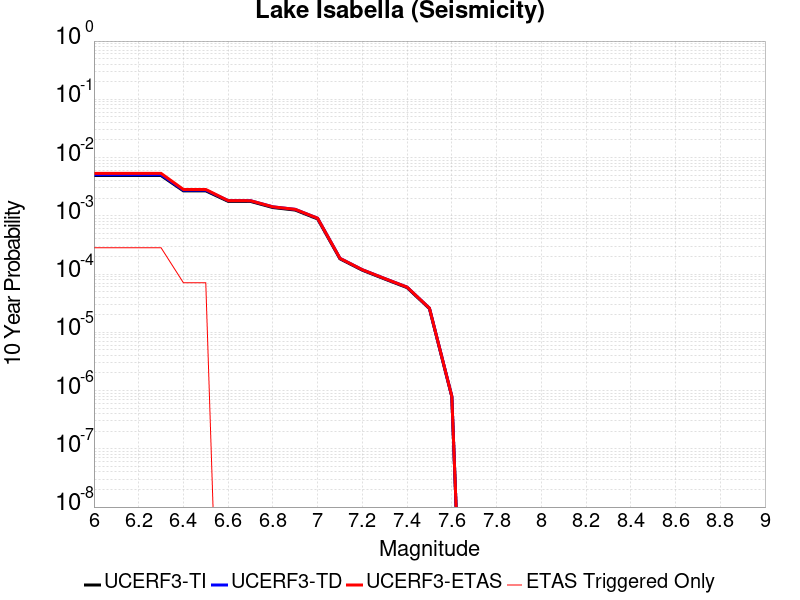 Lake Isabella (Seismicity)
10 Year Probability
10^0
10^-1
10^-2
10^-3
10^-4
10^-5
10^-6
10^-7
10^-8
6 6.2 6.4 6.6 6.8 7 7.2 7.4 7.6 7.8 8 8.2 8.4 8.6 8.8 9
Magnitude
UCERF3-TI UCERF3-TD UCERF3-ETAS ETAS Triggered Only